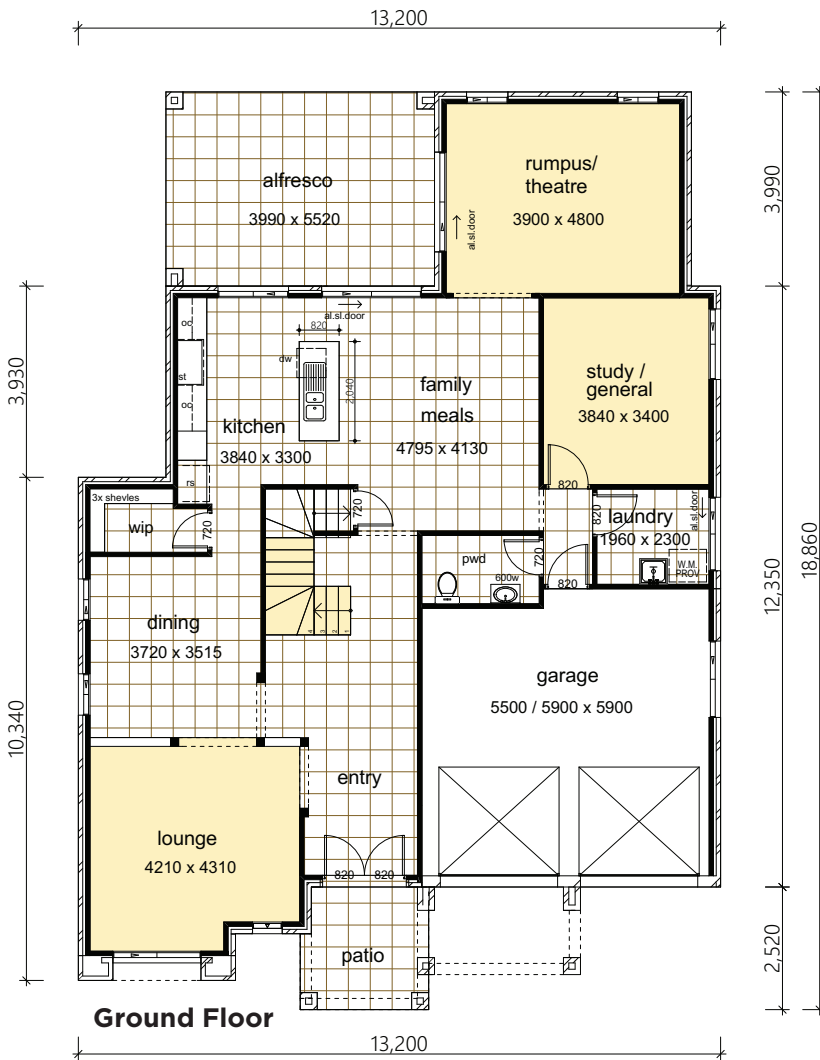 13,200
alfresco
3990 x 5520
rumpus/
theatre
3900 x 4800
al.sl.door
3,990
al.sl.door
820
oc
st
oc
rs
dw
2,040
kitchen
3840 x 3300
family
meals
4795 x 4130
study /
general
3840 x 3400
820
3,930
3x shevles
wip
720
720
820
laundry
1960 x 2300
al.sl.door
W.M.
PROV
pwd
600w
720
820
4
3
2
1
12,350
18,860
dining
3720 x 3515
garage
5500 / 5900 x 5900
10,340
entry
lounge
4210 x 4310
820
820
patio
2,520
Ground Floor
13,200